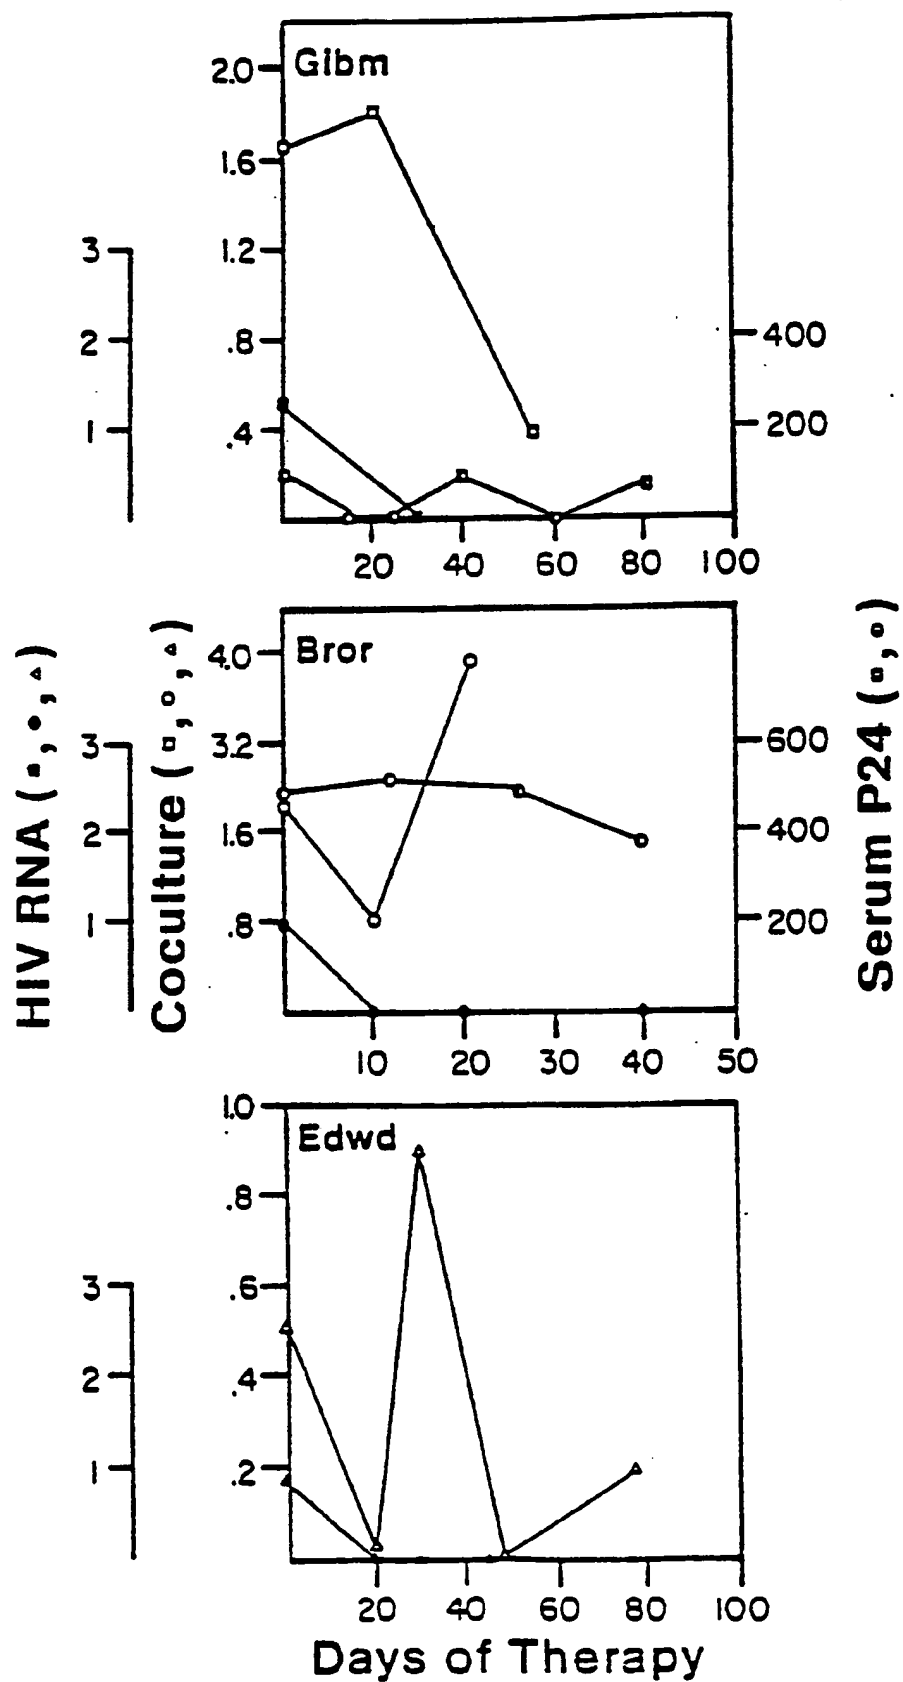 Gibm
2.0
1.6
1.2
.8
.4
3
2
1
400
200
20 40 60 80 100
Bror
4.0
3.2
1.6
.8
3
2
1
600
400
200
10 20 30 40 50
HIV RNA (▪,•,▵)
Coculture (▫,○,▵)
Serum P24 (▫,○)
Edwd
1.0
.8
.6
.4
.2
3
2
1
20 40 60 80 100
Days of Therapy